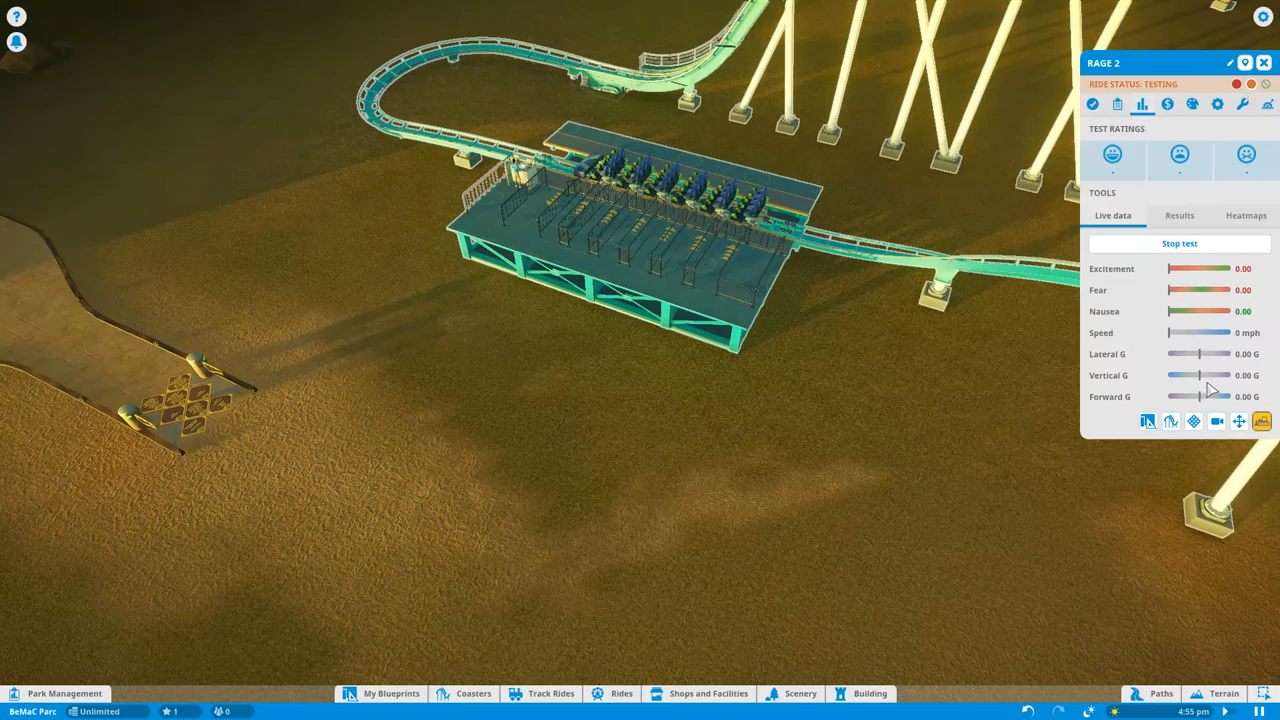 RAGE 2
RIDE STATUS: TESTING
TEST RATINGS
- - -
TOOLS
Live data Results Heatmaps
Stop test
Excitement 0.00
Fear 0.00
Nausea 0.00
Speed 0 mph
Lateral G 0.00 G
Vertical G 0.00 G
Forward G 0.00 G
Park Management My Blueprints Coasters Track Rides Rides Shops and Facilities Scenery Building Paths Terrain
BeMaC Parc Unlimited 1 0 4:55 pm